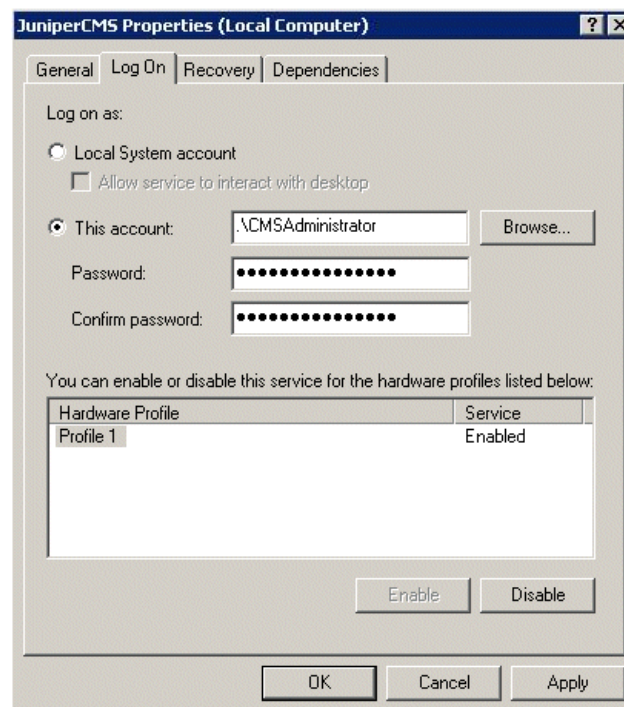 JuniperCMS Properties (Local Computer)
General Log On Recovery Dependencies
Log on as:
Local System account
Allow service to interact with desktop
This account: .\CMSAdministrator Browse...
Password: •••••••••••••••
Confirm password: •••••••••••••••
You can enable or disable this service for the hardware profiles listed below:
Hardware Profile Service
Profile 1 Enabled
Enable Disable
OK Cancel Apply